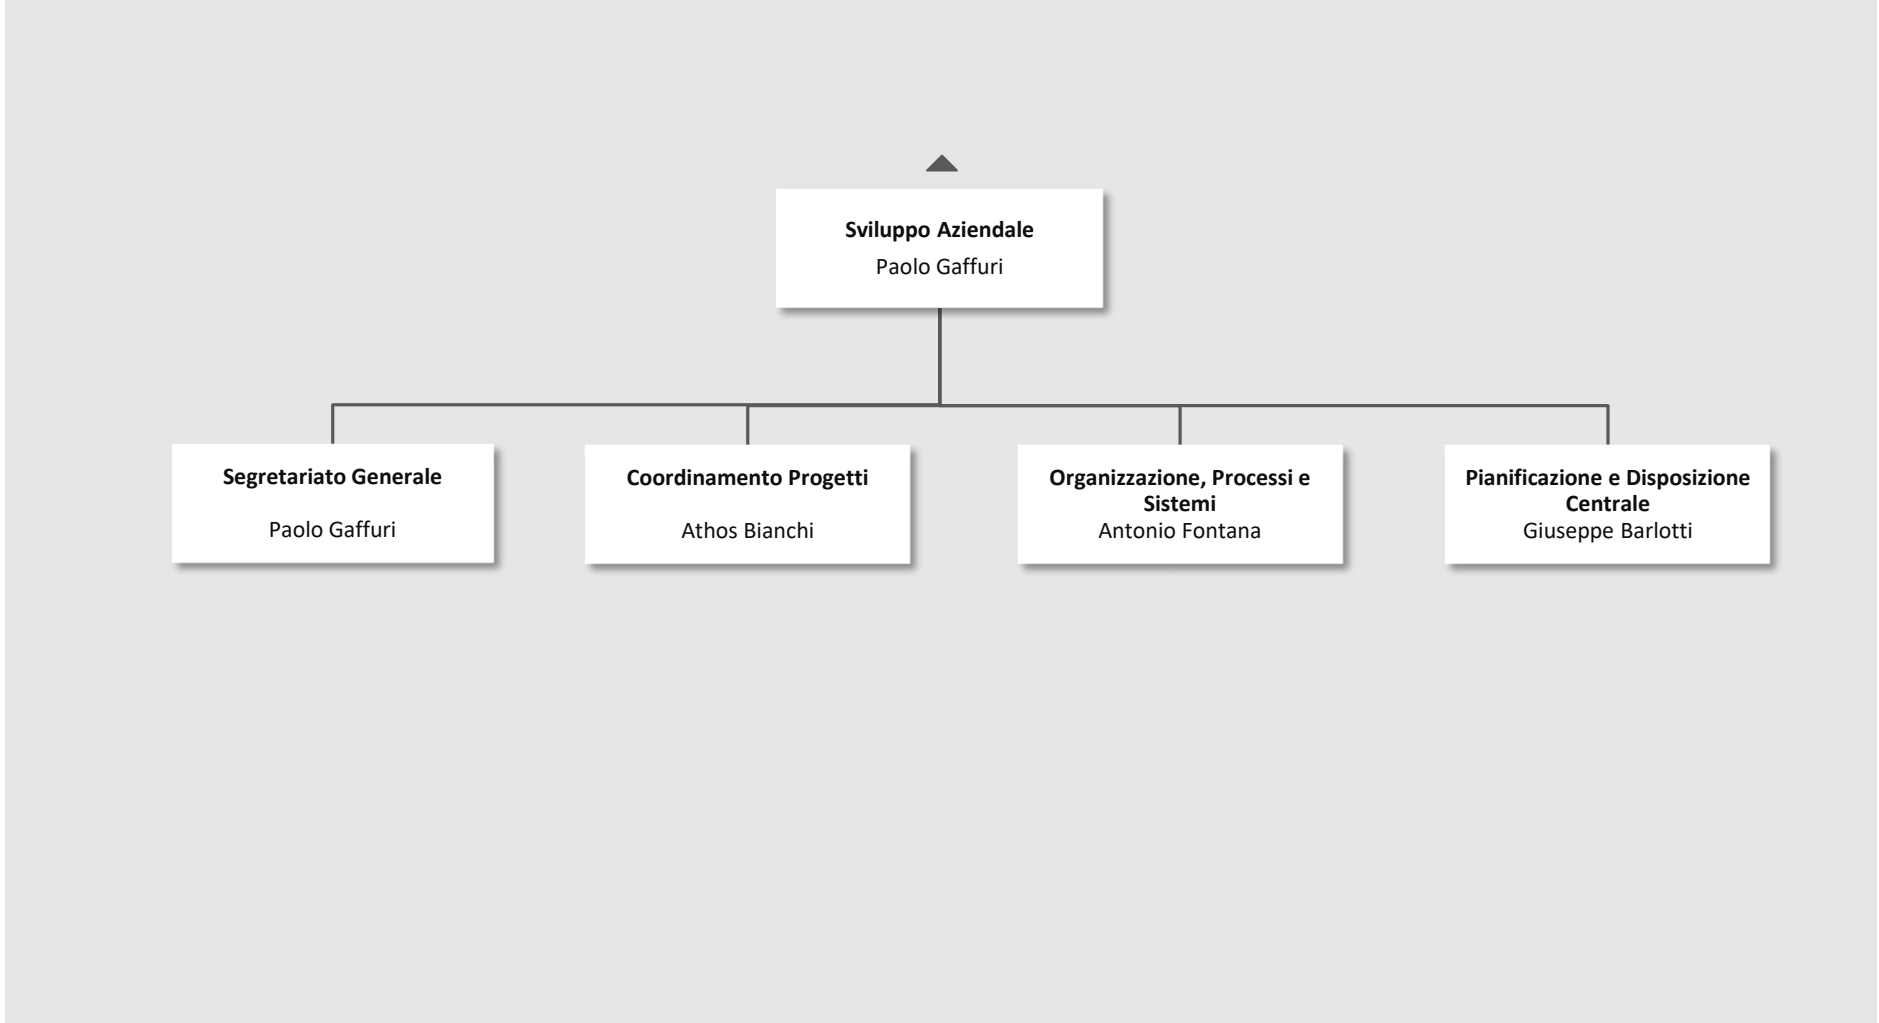 Sviluppo Aziendale
Paolo Gaffuri
Segretariato Generale
Paolo Gaffuri
Coordinamento Progetti
Athos Bianchi
Organizzazione, Processi e
Sistemi
Antonio Fontana
Pianificazione e Disposizione
Centrale
Giuseppe Barlotti